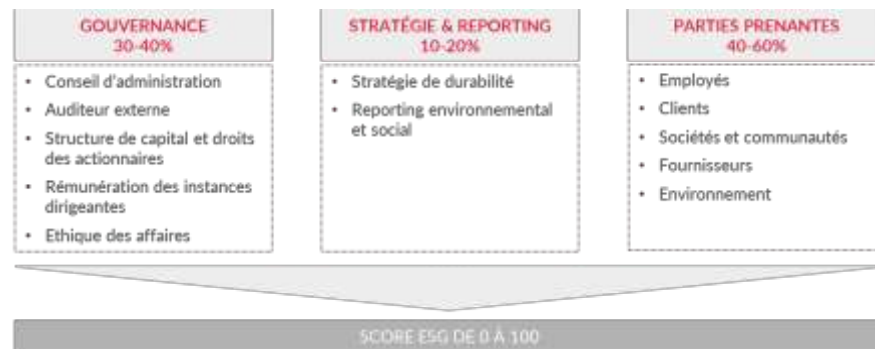 GOUVERNANCE
30-40%
• Conseil d'administration
• Auditeur externe
• Structure de capital et droits
des actionnaires
• Rémunération des instances
dirigeantes
• Ethique des affaires
STRATÉGIE & REPORTING
10-20%
• Stratégie de durabilité
• Reporting environnemental
et social
PARTIES PRENANTES
40-60%
• Employés
• Clients
• Sociétés et communautés
• Fournisseurs
• Environnement
SCORE ESG DE 0 À 100